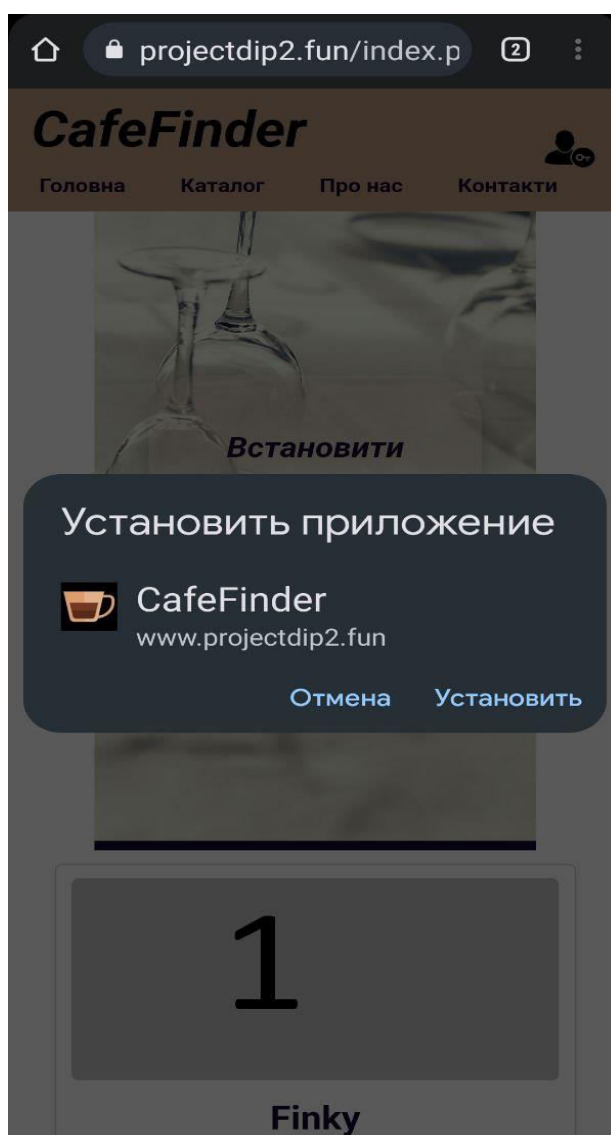 projectdip2.fun/index.p 2
CafeFinder
Головна Каталог Про нас Контакти
Встановити
Установить приложение
CafeFinder
www.projectdip2.fun
Отмена Установить
1
Finky